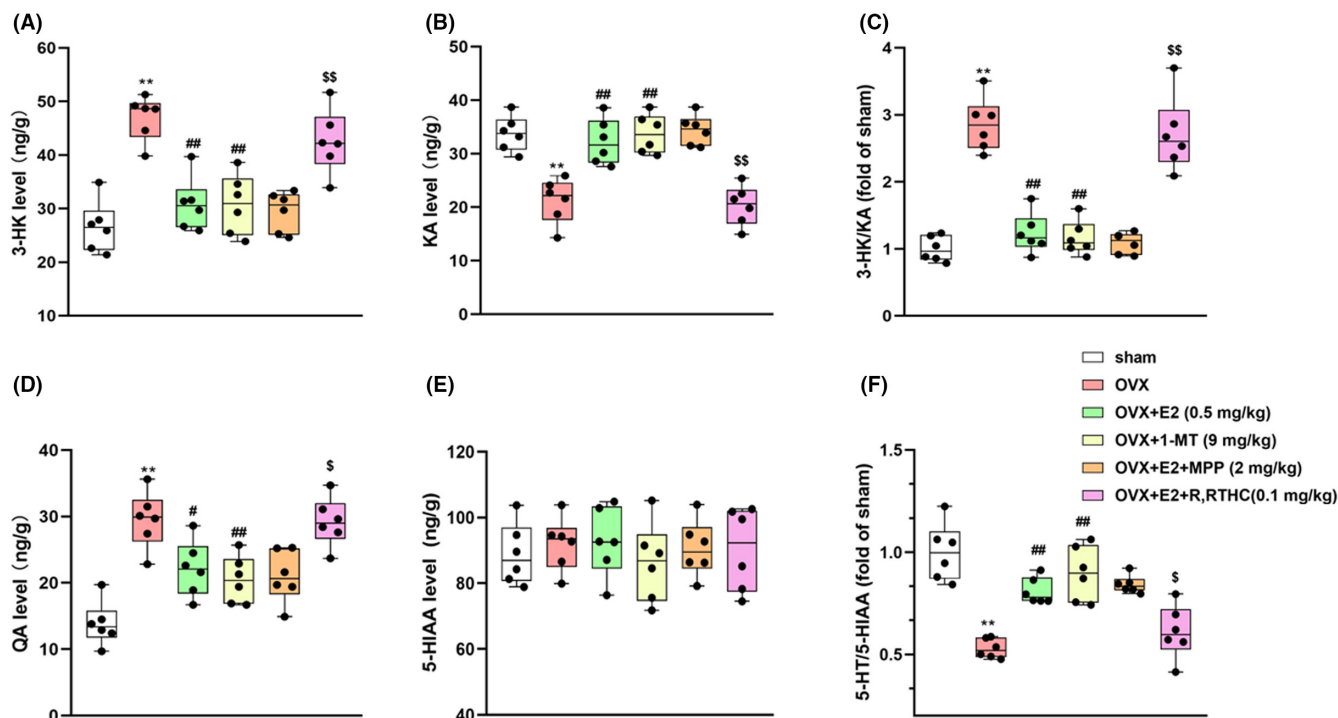 (A)
3-HK level (ng/g)
60
50
40
30
20
10
**
##
##
$$
(B)
KA level (ng/g)
50
40
30
20
10
0
**
##
##
$$
(C)
3-HK/KA (fold of sham)
4
3
2
1
0
**
##
##
$$
sham
OVX
OVX+E2 (0.5 mg/kg)
OVX+1-MT (9 mg/kg)
OVX+E2+MPP (2 mg/kg)
OVX+E2+R,RTHC(0.1 mg/kg)
(D)
QA level (ng/g)
40
30
20
10
0
**
#
##
$
(E)
5-HIAA level (ng/g)
120
100
80
60
40
(F)
5-HT/5-HIAA (fold of sham)
1.5
1.0
0.5
**
##
##
$